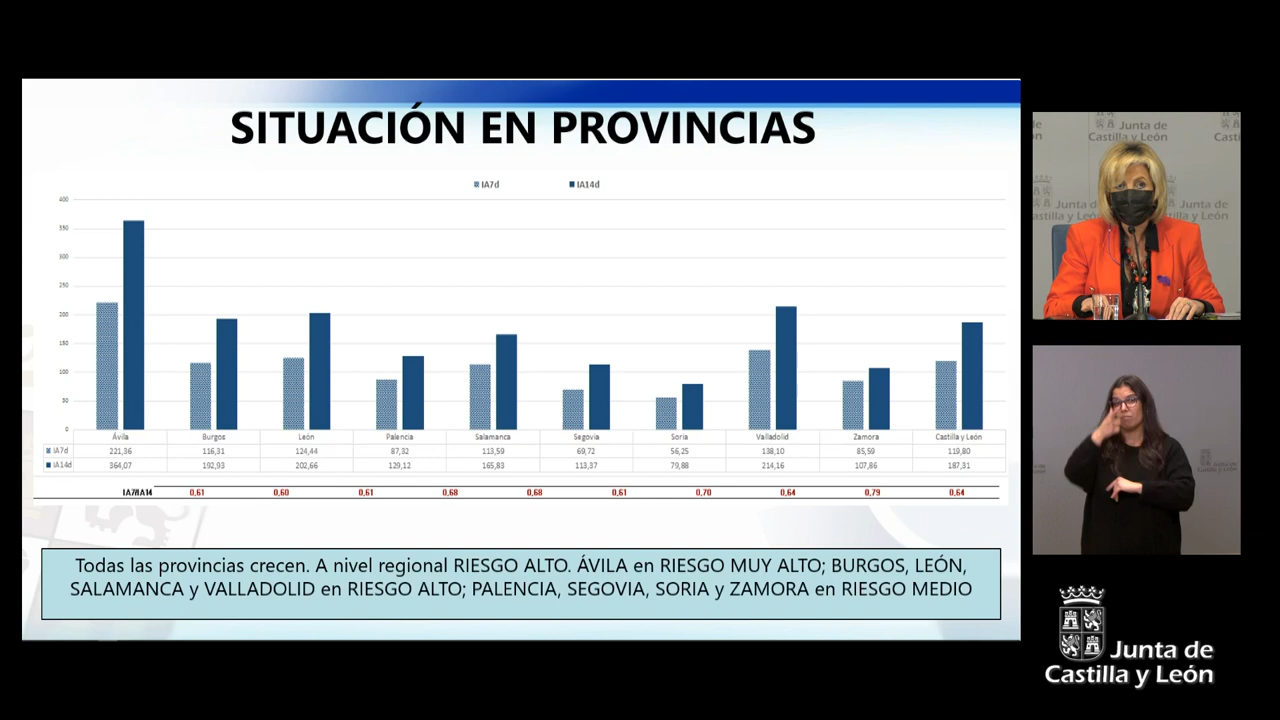 SITUACIÓN EN PROVINCIAS
IA7d IA14d
400
350
300
250
200
150
100
50
0
Ávila Burgos León Palencia Salamanca Segovia Soria Valladolid Zamora Castilla y León
IA7d 221,36 116,31 124,44 87,32 113,59 69,72 56,25 138,10 85,59 119,80
IA14d 364,07 192,93 202,66 129,12 165,83 113,37 79,88 214,16 107,86 187,31
IA7/IA14 0,61 0,60 0,61 0,68 0,68 0,61 0,70 0,64 0,79 0,64
Todas las provincias crecen. A nivel regional RIESGO ALTO. ÁVILA en RIESGO MUY ALTO; BURGOS, LEÓN,
SALAMANCA y VALLADOLID en RIESGO ALTO; PALENCIA, SEGOVIA, SORIA y ZAMORA en RIESGO MEDIO
Junta de
Castilla y León
Junta de
Castilla y León